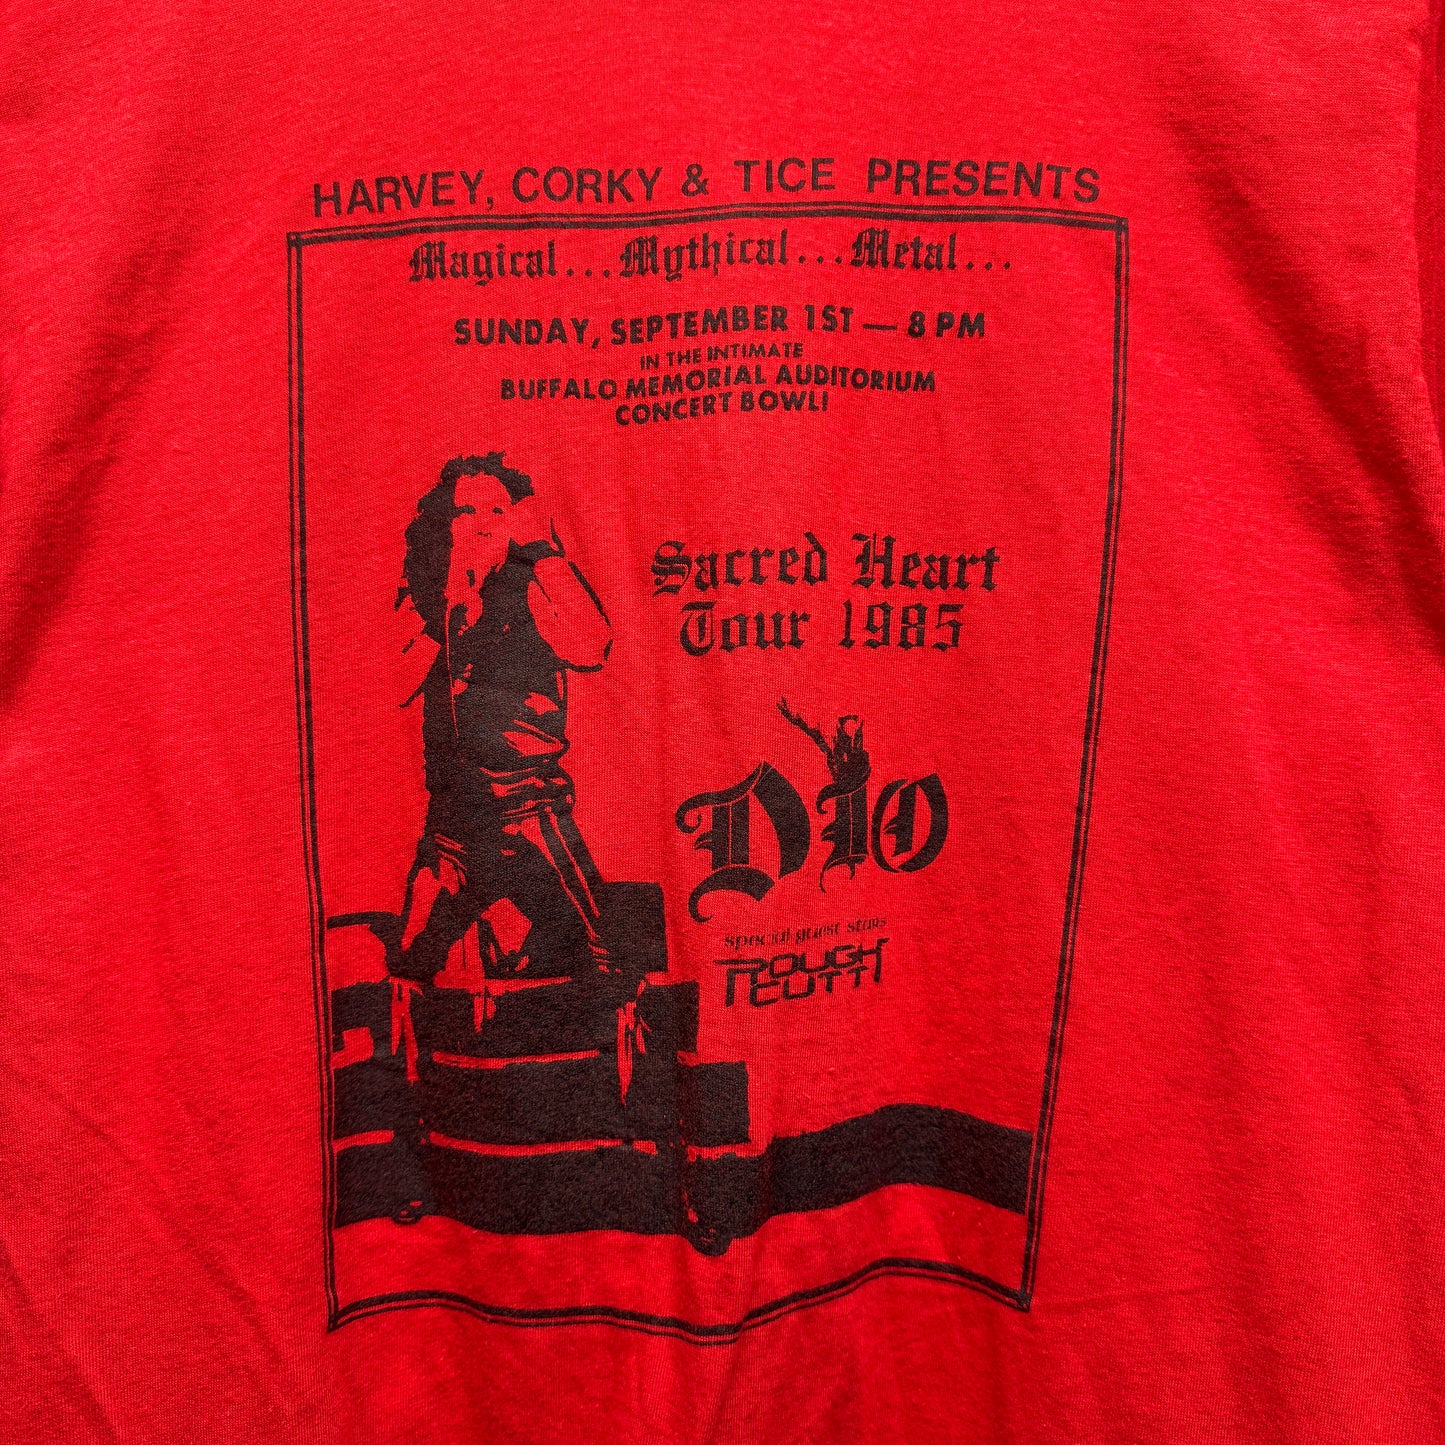 HARVEY, CORKY & TICE PRESENTS
Magical...Mythical...Metal...
SUNDAY, SEPTEMBER 1ST — 8 PM
IN THE INTIMATE
BUFFALO MEMORIAL AUDITORIUM
CONCERT BOWL!
Sacred Heart
Tour 1985
DIO
special guest stars
ROUGH
CUTT